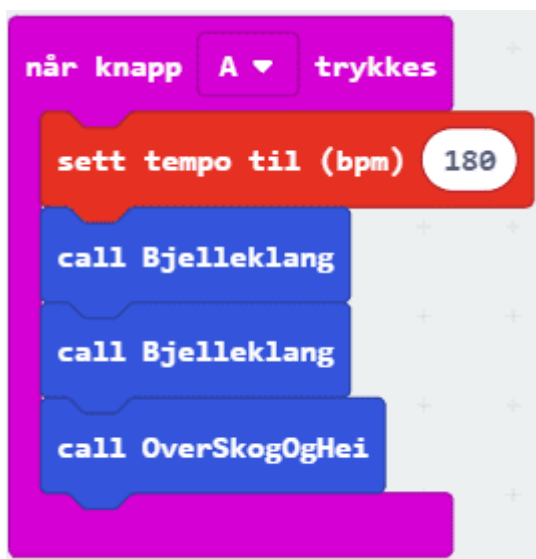 når knapp A trykkes
sett tempo til (bpm) 180
call Bjelleklang
call Bjelleklang
call OverSkogOgHei